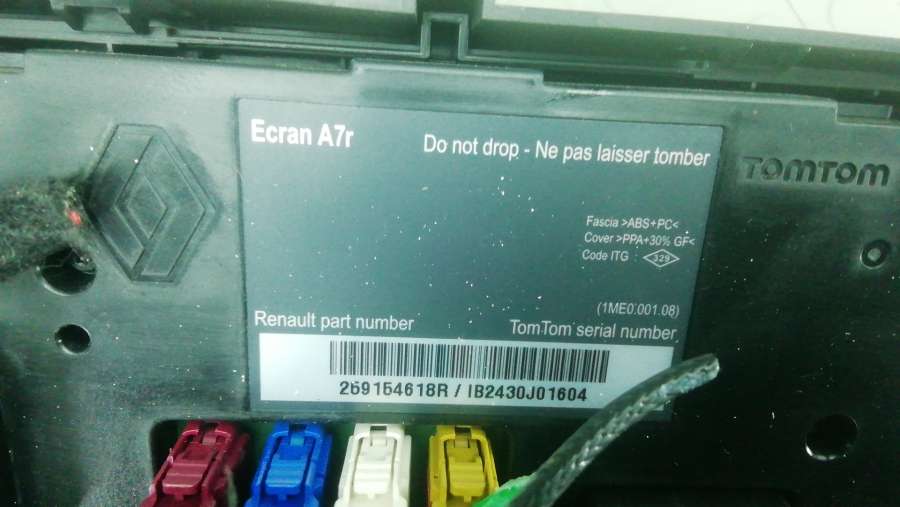 Ecran A7r
Do not drop - Ne pas laisser tomber
TOMTOM
Fascia >ABS+PC<
Cover >PPA+30% GF<
Code ITG : 329
(1ME0.001.08)
Renault part number
TomTom serial number
259154618R / IB2430J01604